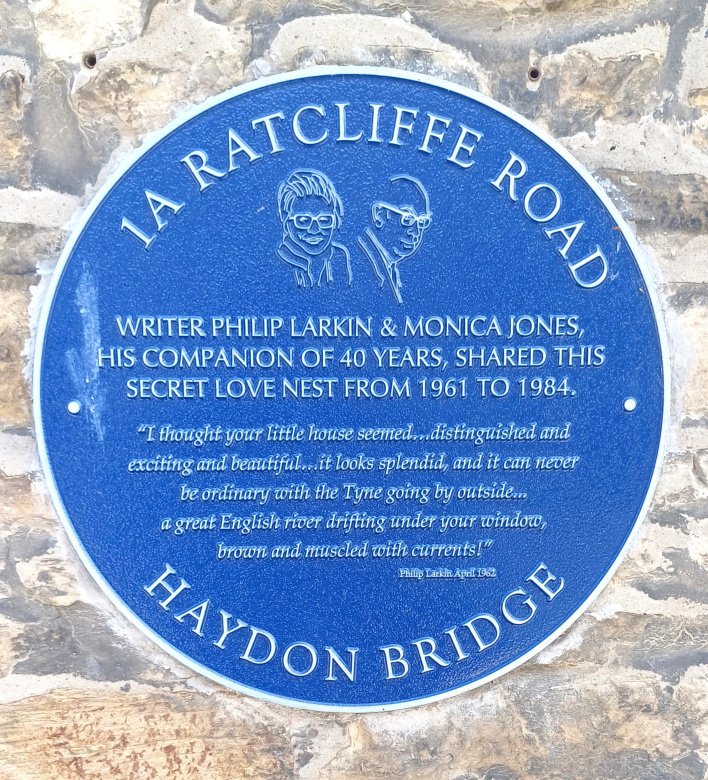 1A RATCLIFFE ROAD
WRITER PHILIP LARKIN & MONICA JONES,
HIS COMPANION OF 40 YEARS, SHARED THIS
SECRET LOVE NEST FROM 1961 TO 1984.
“I thought your little house seemed...distinguished and
exciting and beautiful...it looks splendid, and it can never
be ordinary with the Tyne going by outside...
a great English river drifting under your window,
brown and muscled with currents!”
Philip Larkin April 1962
HAYDON BRIDGE